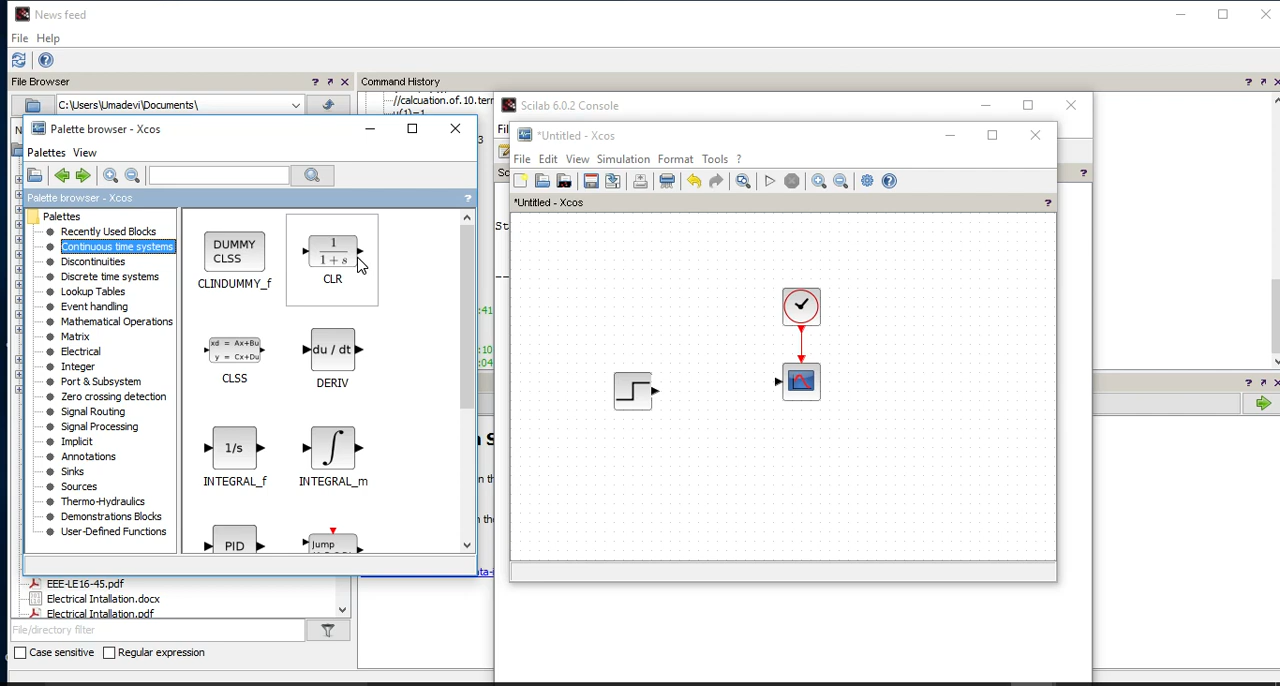 News feed
File Help
File Browser
Command History
C:\Users\Umadevi\Documents\
//calcuation.of.10.terr
Scilab 6.0.2 Console
Palette browser - Xcos
*Untitled - Xcos
Palettes View
File Edit View Simulation Format Tools ?
Palette browser - Xcos ?
*Untitled - Xcos ?
Palettes
Recently Used Blocks
Continuous time systems
Discontinuities
Discrete time systems
Lookup Tables
Event handling
Mathematical Operations
Matrix
Electrical
Integer
Port & Subsystem
Zero crossing detection
Signal Routing
Signal Processing
Implicit
Annotations
Sinks
Sources
Thermo-Hydraulics
Demonstrations Blocks
User-Defined Functions
DUMMY
CLSS
CLINDUMMY_f
1
1 + s
CLR
xd = Ax+Bu
y = Cx+Du
CLSS
du / dt
DERIV
1/s
INTEGRAL_f
∫
INTEGRAL_m
PID
Jump
EEE-LE16-45.pdf
Electrical Intallation.docx
Electrical Intallation.pdf
File/directory filter
Case sensitive Regular expression